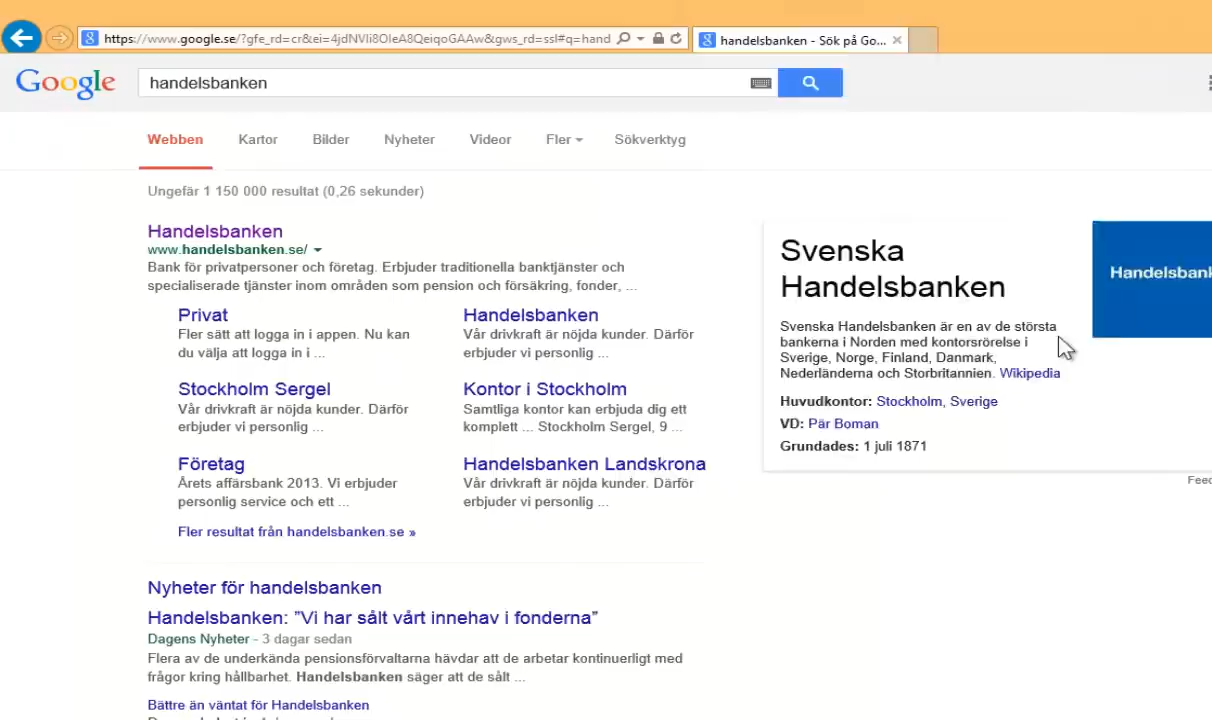 https://www.google.se/?gfe_rd=cr&ei=4jdNVIi8OIeA8QeiqoGAAw&gws_rd=ssl#q=hand
handelsbanken - Sök på Go...
Google
handelsbanken
Webben
Kartor
Bilder
Nyheter
Videor
Fler
Sökverktyg
Ungefär 1 150 000 resultat (0,26 sekunder)
Handelsbanken
www.handelsbanken.se/
Bank för privatpersoner och företag. Erbjuder traditionella banktjänster och
specialiserade tjänster inom områden som pension och försäkring, fonder, ...
Privat
Fler sätt att logga in i appen. Nu kan
du välja att logga in i ...
Handelsbanken
Vår drivkraft är nöjda kunder. Därför
erbjuder vi personlig ...
Stockholm Sergel
Vår drivkraft är nöjda kunder. Därför
erbjuder vi personlig ...
Kontor i Stockholm
Samtliga kontor kan erbjuda dig ett
komplett ... Stockholm Sergel, 9 ...
Företag
Årets affärsbank 2013. Vi erbjuder
personlig service och ett ...
Handelsbanken Landskrona
Vår drivkraft är nöjda kunder. Därför
erbjuder vi personlig ...
Fler resultat från handelsbanken.se »
Nyheter för handelsbanken
Handelsbanken: ”Vi har sålt vårt innehav i fonderna”
Dagens Nyheter - 3 dagar sedan
Flera av de underkända pensionsförvaltarna hävdar att de arbetar kontinuerligt med
frågor kring hållbarhet. Handelsbanken säger att de sålt ...
Bättre än väntat för Handelsbanken
Svenska
Handelsbanken
Handelsbank
Svenska Handelsbanken är en av de största
bankerna i Norden med kontorsrörelse i
Sverige, Norge, Finland, Danmark,
Nederländerna och Storbritannien. Wikipedia
Huvudkontor: Stockholm, Sverige
VD: Pär Boman
Grundades: 1 juli 1871
Feed